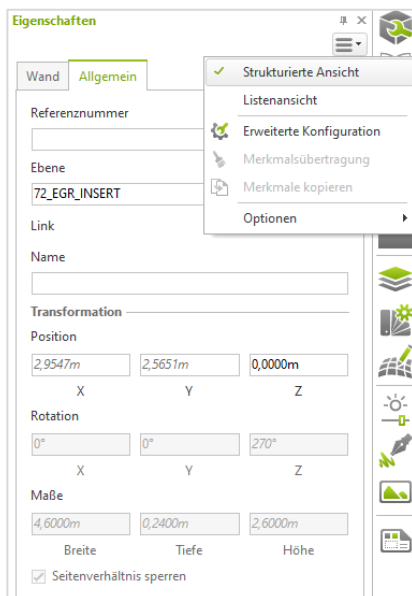 Eigenschaften
Wand
Allgemein
Strukturierte Ansicht
Listenansicht
Erweiterte Konfiguration
Merkmalsübertragung
Merkmale kopieren
Optionen
Referenznummer
Ebene
72_EGR_INSERT
Link
Name
Transformation
Position
2,9547m 2,5651m 0,0000m
X Y Z
Rotation
0° 0° 270°
X Y Z
Maße
4,6000m 0,2400m 2,6000m
Breite Tiefe Höhe
Seitenverhältnis sperren